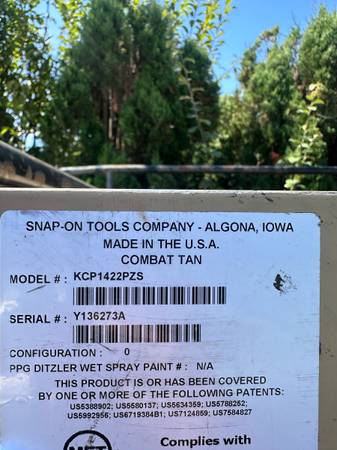 SNAP-ON TOOLS COMPANY - ALGONA, IOWA
MADE IN THE U.S.A.
COMBAT TAN
MODEL # : KCP1422PZS
SERIAL # : Y136273A
CONFIGURATION : 0
PPG DITZLER WET SPRAY PAINT # : N/A
THIS PRODUCT IS OR HAS BEEN COVERED
BY ONE OR MORE OF THE FOLLOWING PATENTS:
US5388902; US5580137; US5634359; US5788252;
US5992956; US6719384B1; US7124859; US7584827
Complies with